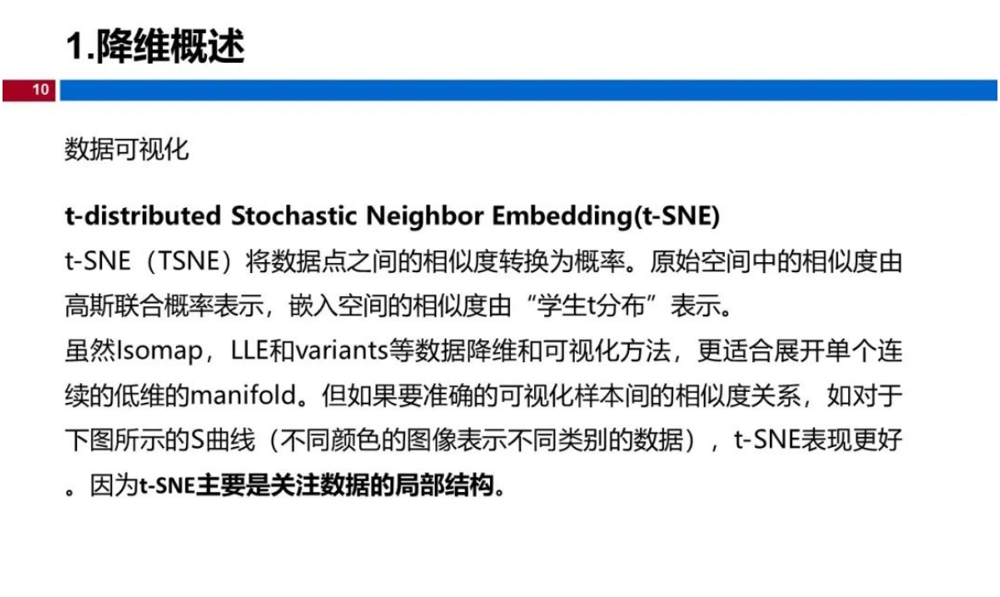 1.降维概述
10
数据可视化
t-distributed Stochastic Neighbor Embedding(t-SNE)
t-SNE（TSNE）将数据点之间的相似度转换为概率。原始空间中的相似度由
高斯联合概率表示，嵌入空间的相似度由“学生t分布”表示。
虽然Isomap，LLE和variants等数据降维和可视化方法，更适合展开单个连
续的低维的manifold。但如果要准确的可视化样本间的相似度关系，如对于
下图所示的S曲线（不同颜色的图像表示不同类别的数据），t-SNE表现更好
。因为t-SNE主要是关注数据的局部结构。